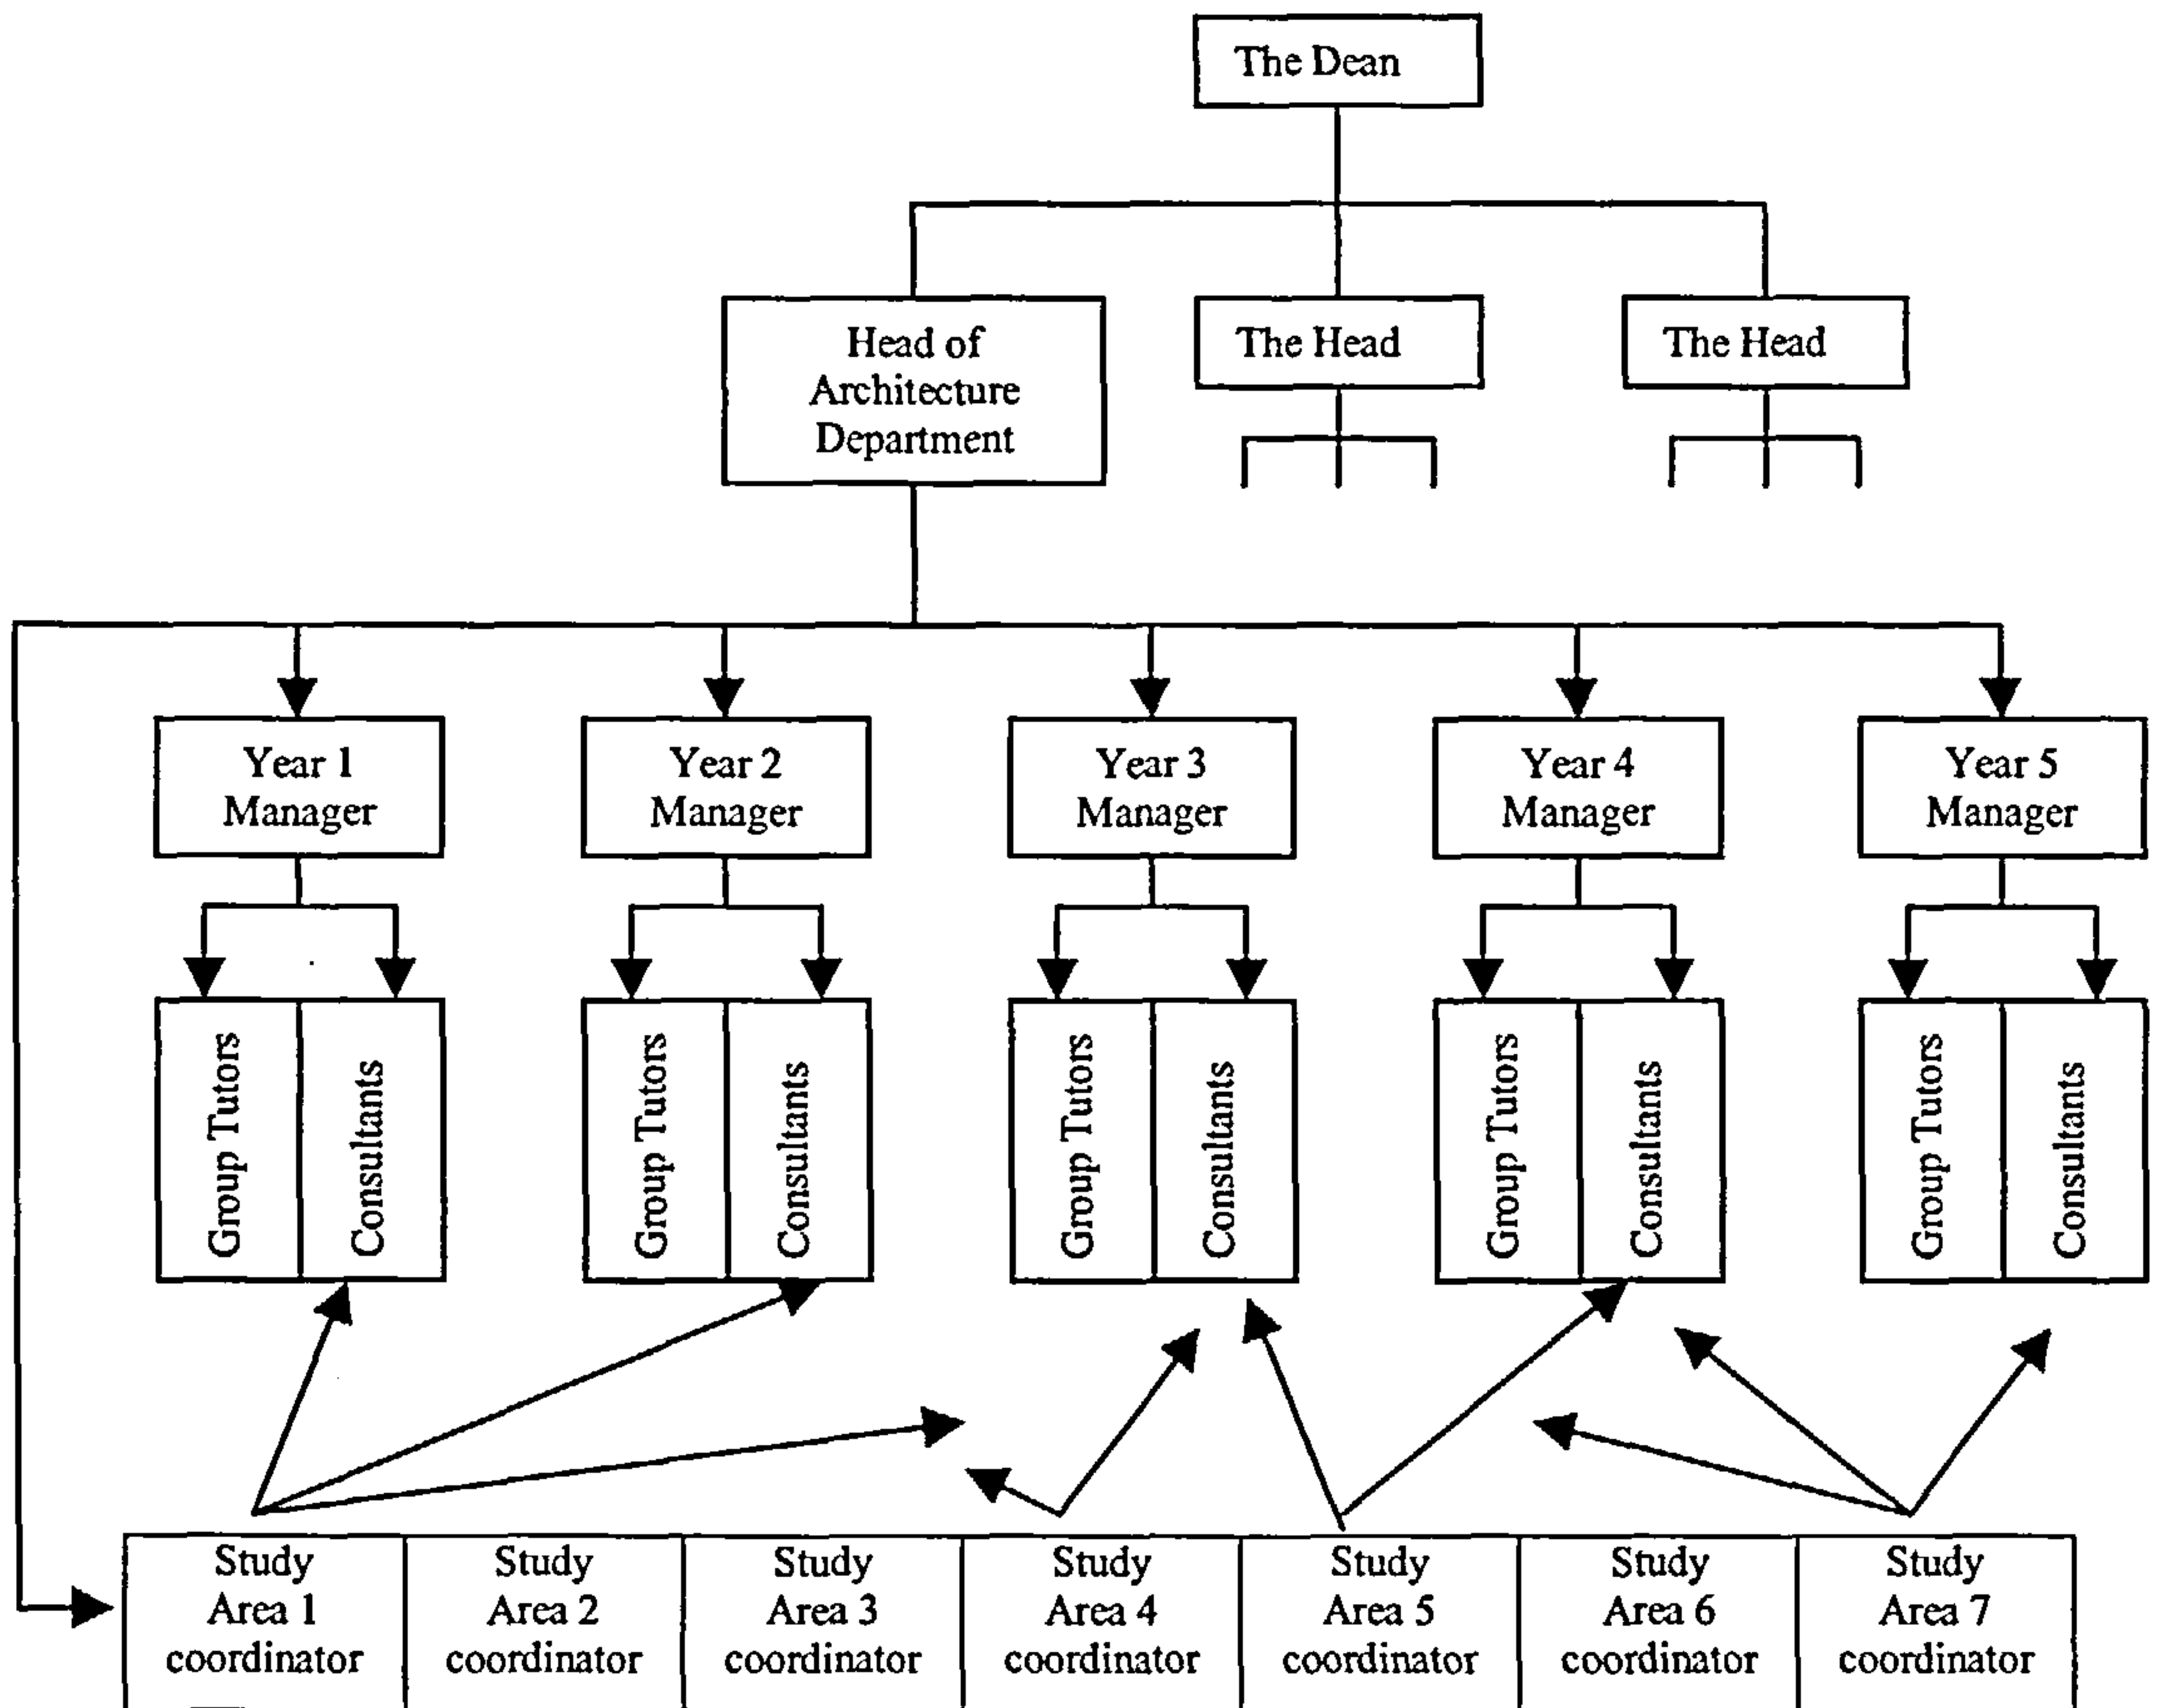 The Dean
Head of
Architecture
Department
The Head
The Head
Year 1
Manager
Year 2
Manager
Year 3
Manager
Year 4
Manager
Year 5
Manager
Group Tutors
Consultants
Group Tutors
Consultants
Group Tutors
Consultants
Group Tutors
Consultants
Group Tutors
Consultants
Study
Area 1
coordinator
Study
Area 2
coordinator
Study
Area 3
coordinator
Study
Area 4
coordinator
Study
Area 5
coordinator
Study
Area 6
coordinator
Study
Area 7
coordinator